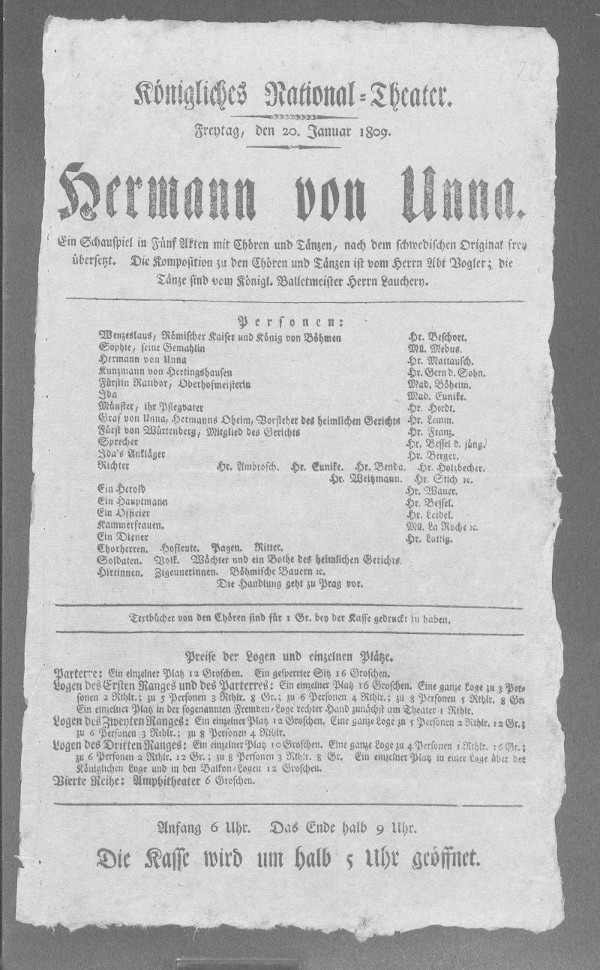 Königliches National-Theater.
Freytag, den 20. Januar 1809.
Hermann von Unna.
Ein Schauspiel in Fünf Akten mit Chören und Tänzen, nach dem schwedischen Original frey
übersetzt. Die Komposition zu den Chören und Tänzen ist vom Herrn Abt Vogler; die
Tänze sind vom Königl. Balletmeister Herrn Lauchery.
Personen:
Wenzeslaus, Römischer Kaiser und König von Böhmen Hr. Beschort.
Sophie, seine Gemahlin Mll. Medus.
Hermann von Unna Hr. Mattausch.
Kunzmann von Hertingshausen Hr. Gern d. Sohn.
Fürstin Ratibor, Oberhofmeisterin Mad. Böheim.
Ida Mad. Eunike.
Münster, ihr Pflegvater Hr. Herdt.
Graf von Unna, Hermanns Oheim, Vorsteher des heimlichen Gerichts Hr. Lemm.
Fürst von Würtenberg, Mitglied des Gerichts Hr. Franz.
Sprecher Hr. Bessel d. jüng.
Ida's Ankläger Hr. Berger.
Richter Hr. Ambrosch. Hr. Eunike. Hr. Benda. Hr. Holzbecher.
Hr. Weitzmann. Hr. Stich ꝛc.
Ein Herold Hr. Wauer.
Ein Hauptmann Hr. Bessel.
Ein Officier Hr. Leidel.
Kammerfrauen. Mll. La Roche ꝛc.
Ein Diener Hr. Lattig.
Chorherren. Hofleute. Pagen. Ritter.
Soldaten. Volk. Wächter und ein Bothe des heimlichen Gerichts.
Hirtinnen. Zigeunerinnen. Böhmische Bauern ꝛc.
Die Handlung geht zu Prag vor.
Textbücher von den Chören sind für 1 Gr. bey der Kasse gedruckt zu haben.
Preise der Logen und einzelnen Plätze.
Parterre: Ein einzelner Platz 12 Groschen. Ein gesperrter Sitz 16 Groschen.
Logen des Ersten Ranges und des Parterres: Ein einzelner Platz 16 Groschen. Eine ganze Loge zu 3 Per-
sonen 2 Rthlr.; zu 5 Personen 3 Rthlr. 8 Gr.; zu 6 Personen 4 Rthlr.; zu 8 Personen 5 Rthlr. 8 Gr
Ein einzelner Platz in der sogenannten Fremden-Loge rechter Hand zunächst am Theater 1 Rthlr.
Logen des Zweyten Ranges: Ein einzelner Platz 12 Groschen. Eine ganze Loge zu 5 Personen 2 Rthlr. 12 Gr.;
zu 6 Personen 3 Rthlr.; zu 8 Personen 4 Rthlr.
Logen des Dritten Ranges: Ein einzelner Platz 10 Groschen. Eine ganze Loge zu 4 Personen 1 Rthlr. 16 Gr.;
zu 6 Personen 2 Rthlr. 12 Gr.; zu 8 Personen 3 Rthlr. 8 Gr. Ein einzelner Platz in einer Loge über der
Königlichen Loge und in den Balkon-Logen 12 Groschen.
Vierte Reihe: Amphitheater 6 Groschen.
Anfang 6 Uhr. Das Ende halb 9 Uhr.
Die Kasse wird um halb 5 Uhr geöffnet.